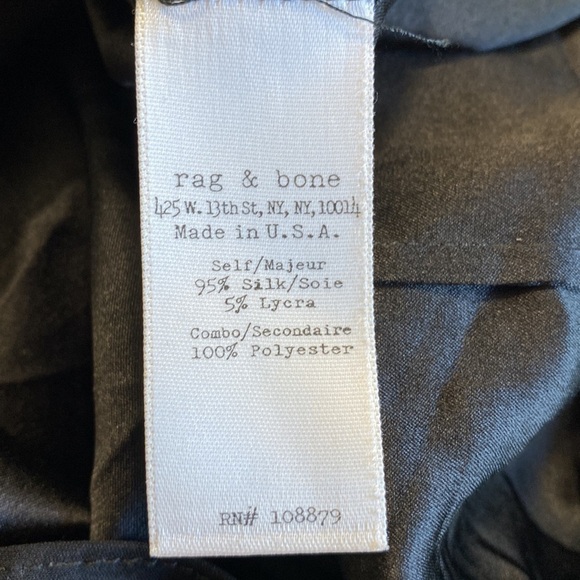 rag & bone
425 W. 13th St, NY, NY, 10014
Made in U.S.A.
Self/Majeur
95% Silk/Soie
5% Lycra
Combo/Secondaire
100% Polyester
RN# 108879